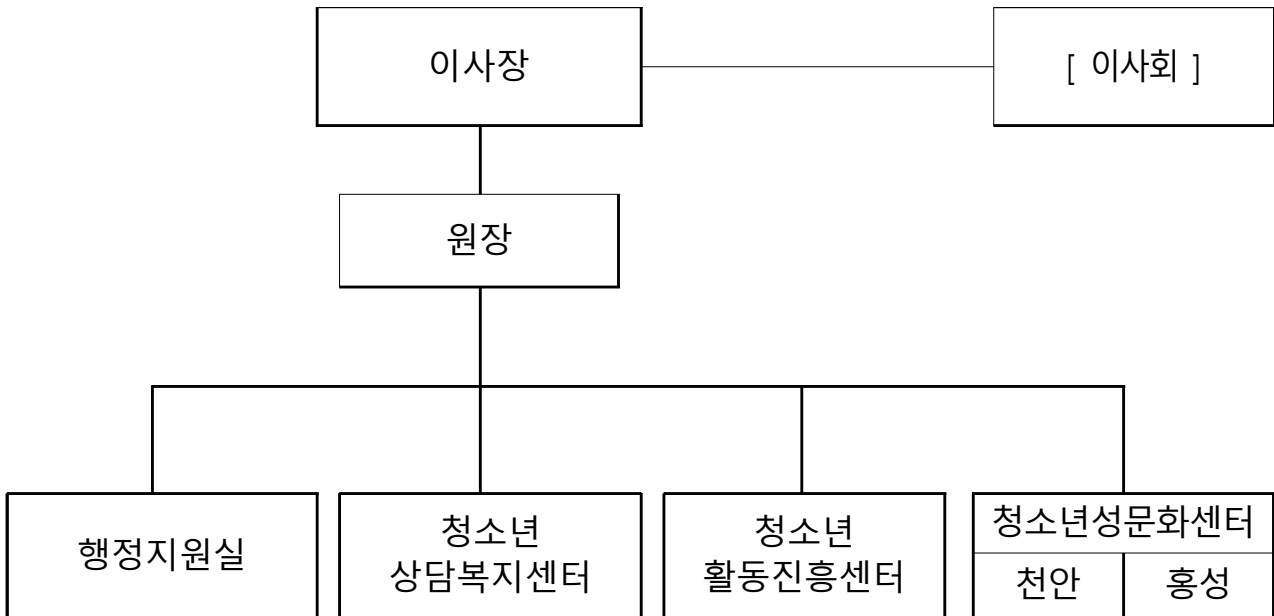 이사장
[ 이사회 ]
원장
행정지원실
청소년
상담복지센터
청소년
활동진흥센터
청소년성문화센터
천안
홍성